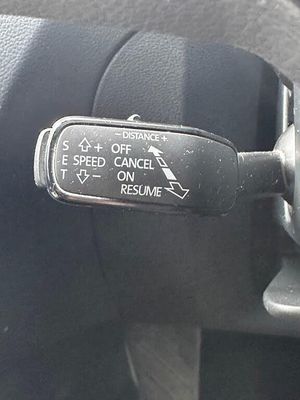 - DISTANCE +
S + OFF
E SPEED CANCEL
T - ON
RESUME